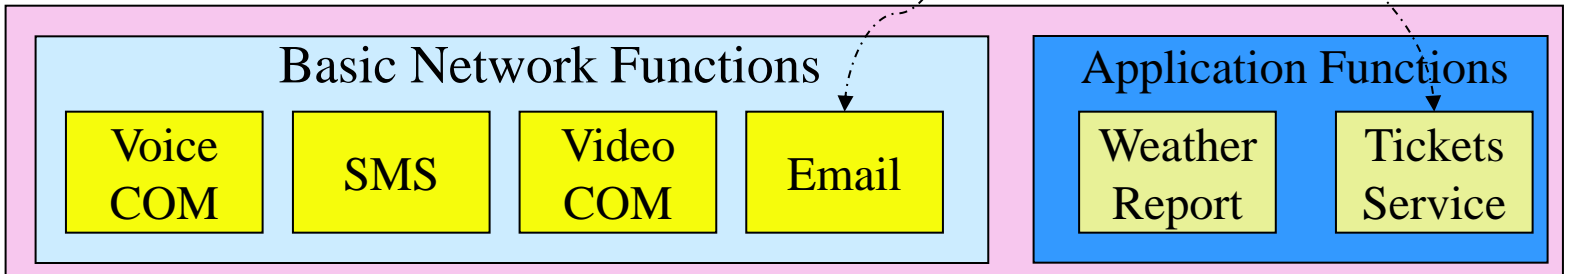 Basic Network Functions
Voice
COM
SMS
Video
COM
Email
Application Functions
Weather
Report
Tickets
Service